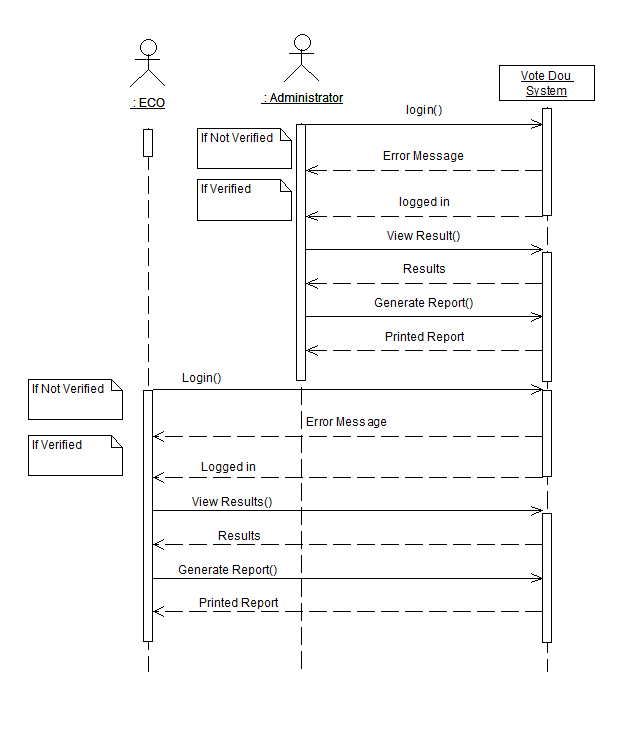 : ECO
: Administrator
Vote Dou
System
login()
If Not Verified
Error Message
If Verified
logged in
View Result()
Results
Generate Report()
Printed Report
Login()
If Not Verified
Error Message
If Verified
Logged in
View Results()
Results
Generate Report()
Printed Report